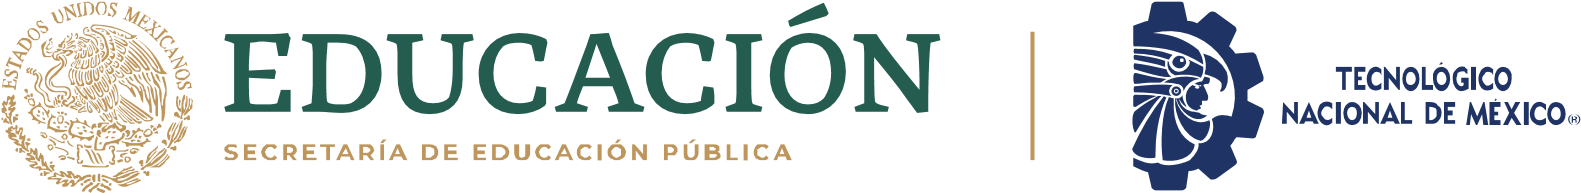 ESTADOS UNIDOS MEXICANOS
EDUCACIÓN
SECRETARÍA DE EDUCACIÓN PÚBLICA
TECNOLÓGICO
NACIONAL DE MÉXICO(H)